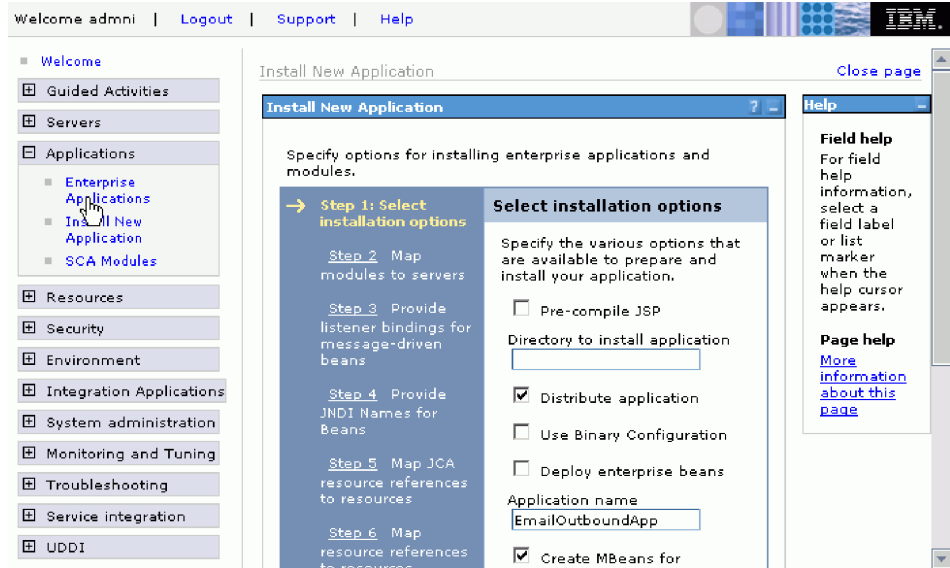 Welcome admni | Logout | Support | Help
IBM.
Welcome
Guided Activities
Servers
Applications
Enterprise
Applications
Install New
Application
SCA Modules
Resources
Security
Environment
Integration Applications
System administration
Monitoring and Tuning
Troubleshooting
Service integration
UDDI
Install New Application
Close page
Install New Application
? -
Specify options for installing enterprise applications and
modules.
Step 1: Select
installation options
Step 2 Map
modules to servers
Step 3 Provide
listener bindings for
message-driven
beans
Step 4 Provide
JNDI Names for
Beans
Step 5 Map JCA
resource references
to resources
Step 6 Map
resource references
to resources
Select installation options
Specify the various options that
are available to prepare and
install your application.
Pre-compile JSP
Directory to install application
Distribute application
Use Binary Configuration
Deploy enterprise beans
Application name
EmailOutboundApp
Create MBeans for
Help
Field help
For field
help
information,
select a
field label
or list
marker
when the
help cursor
appears.
Page help
More
information
about this
page